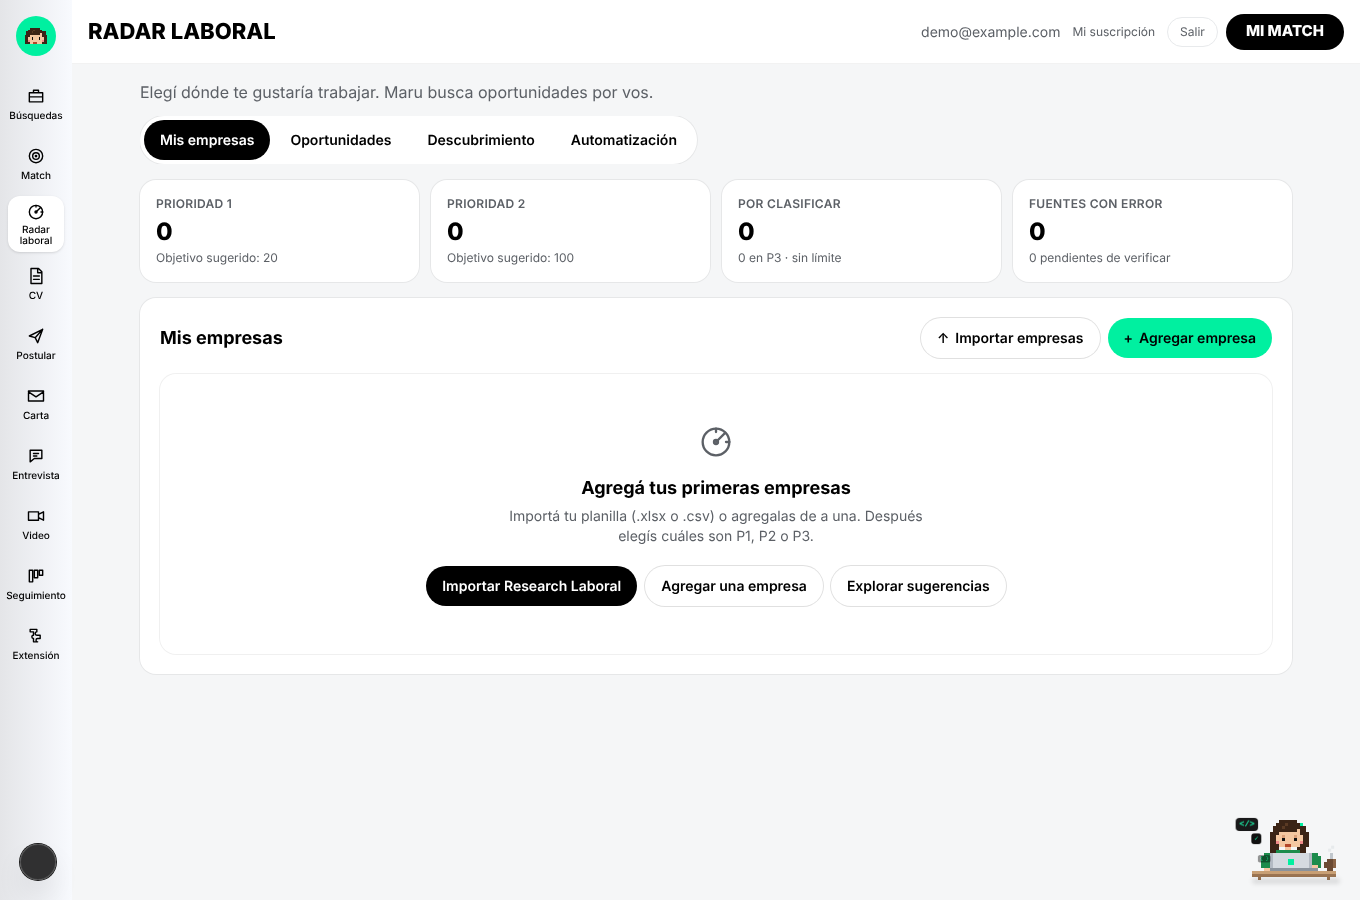 RADAR LABORAL
demo@example.com
Mi suscripción
Salir
MI MATCH
Búsquedas
Match
Radar
laboral
CV
Postular
Carta
Entrevista
Video
Seguimiento
Extensión
Elegí dónde te gustaría trabajar. Maru busca oportunidades por vos.
Mis empresas
Oportunidades
Descubrimiento
Automatización
PRIORIDAD 1
0
Objetivo sugerido: 20
PRIORIDAD 2
0
Objetivo sugerido: 100
POR CLASIFICAR
0
0 en P3 · sin límite
FUENTES CON ERROR
0
0 pendientes de verificar
Mis empresas
↑ Importar empresas
+ Agregar empresa
Agregá tus primeras empresas
Importá tu planilla (.xlsx o .csv) o agregalas de a una. Después
elegís cuáles son P1, P2 o P3.
Importar Research Laboral
Agregar una empresa
Explorar sugerencias
</>